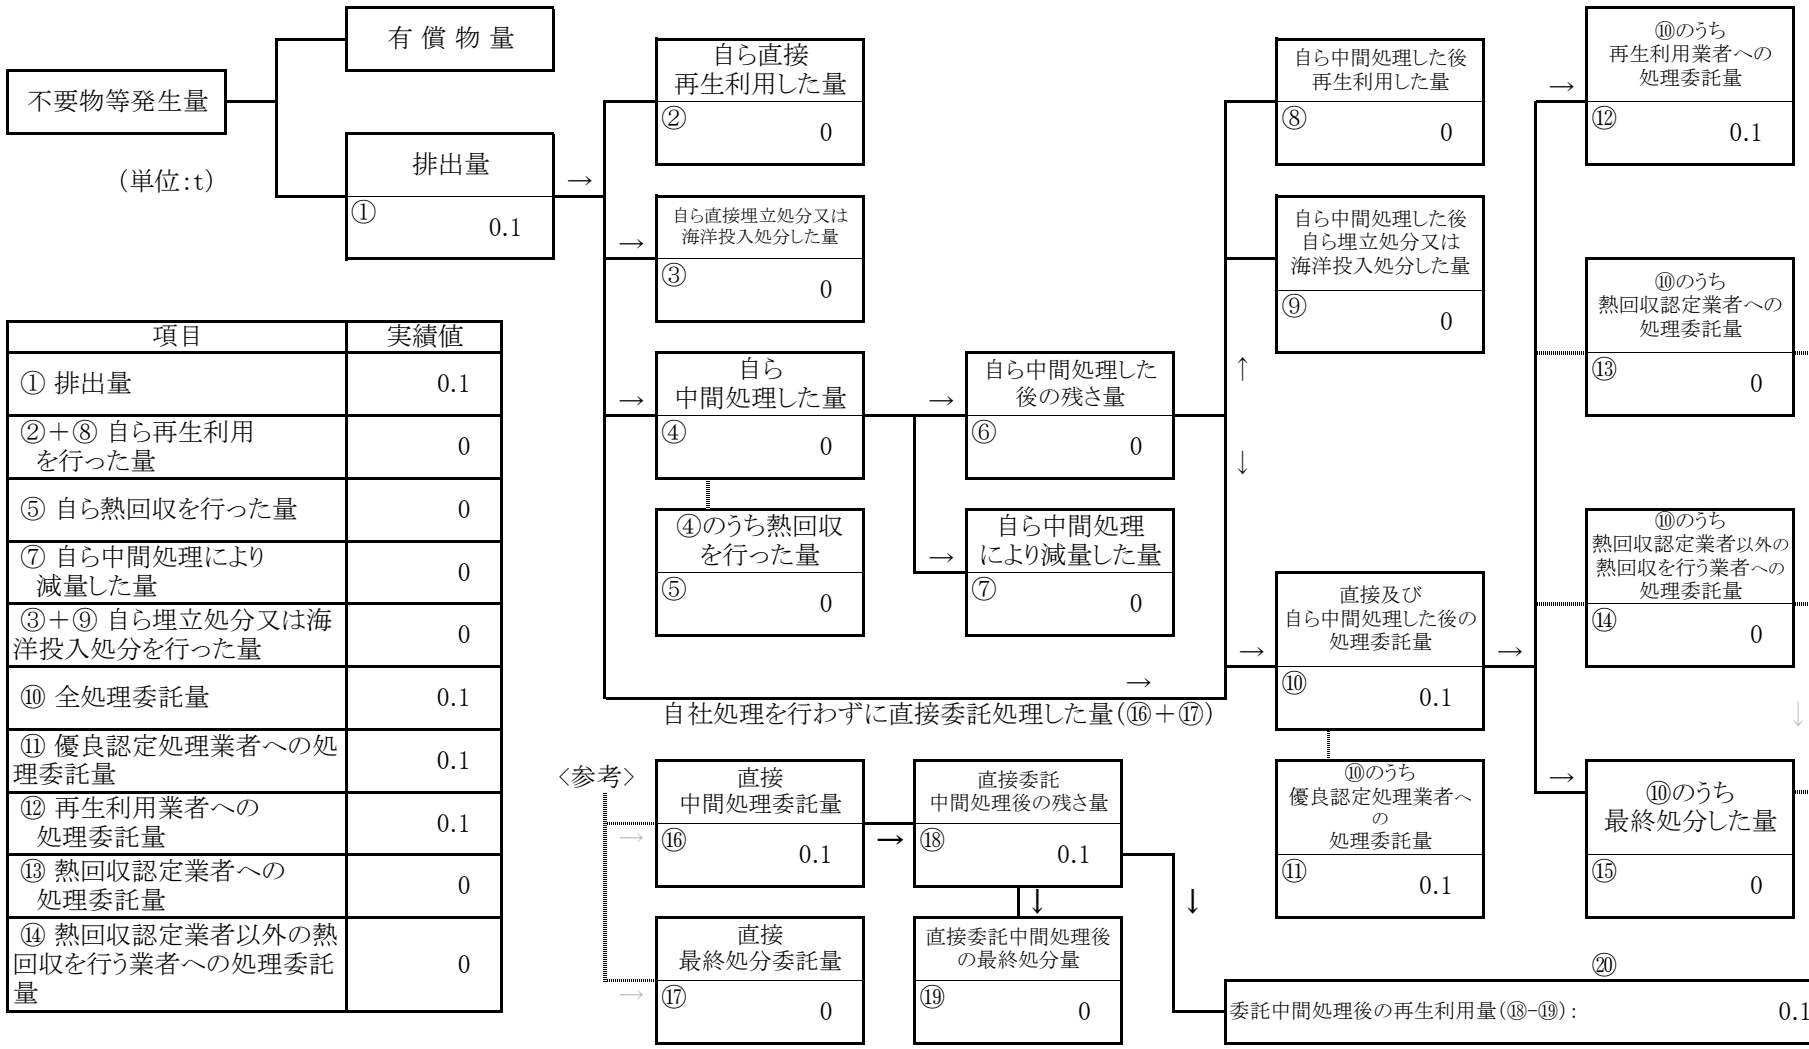 不要物等発生量
(単位:t)
有 償 物 量
排出量
①
0.1
→
自ら直接
再生利用した量
②
0
→
自ら直接埋立処分又は
海洋投入処分した量
③
0
→
自ら
中間処理した量
④
0
④のうち熱回収
を行った量
⑤
0
→
自ら中間処理した
後の残さ量
⑥
0
→
自ら中間処理
により減量した量
⑦
0
自ら中間処理した後
再生利用した量
⑧
0
自ら中間処理した後
自ら埋立処分又は
海洋投入処分した量
⑨
0
↑
↓
→
自社処理を行わずに直接委託処理した量(⑯+⑰)
→
直接及び
自ら中間処理した後の
処理委託量
⑩
0.1
⑩のうち
優良認定処理業者へ
の
処理委託量
⑪
0.1
→
→
⑩のうち
再生利用業者への
処理委託量
⑫
0.1
⑩のうち
熱回収認定業者への
処理委託量
⑬
0
⑩のうち
熱回収認定業者以外の
熱回収を行う業者への
処理委託量
⑭
0
↓
→
⑩のうち
最終処分した量
⑮
0
項目 実績値
① 排出量 0.1
②+⑧ 自ら再生利用
を行った量 0
⑤ 自ら熱回収を行った量 0
⑦ 自ら中間処理により
減量した量 0
③+⑨ 自ら埋立処分又は海
洋投入処分を行った量 0
⑩ 全処理委託量 0.1
⑪ 優良認定処理業者への処
理委託量 0.1
⑫ 再生利用業者への
処理委託量 0.1
⑬ 熱回収認定業者への
処理委託量 0
⑭ 熱回収認定業者以外の熱
回収を行う業者への処理委託
量 0
〈参考〉
→
直接
中間処理委託量
⑯
0.1
→
直接委託
中間処理後の残さ量
⑱
0.1
↓
↓
→
直接
最終処分委託量
⑰
0
直接委託中間処理後
の最終処分量
⑲
0
⑳
委託中間処理後の再生利用量(⑱-⑲): 0.1